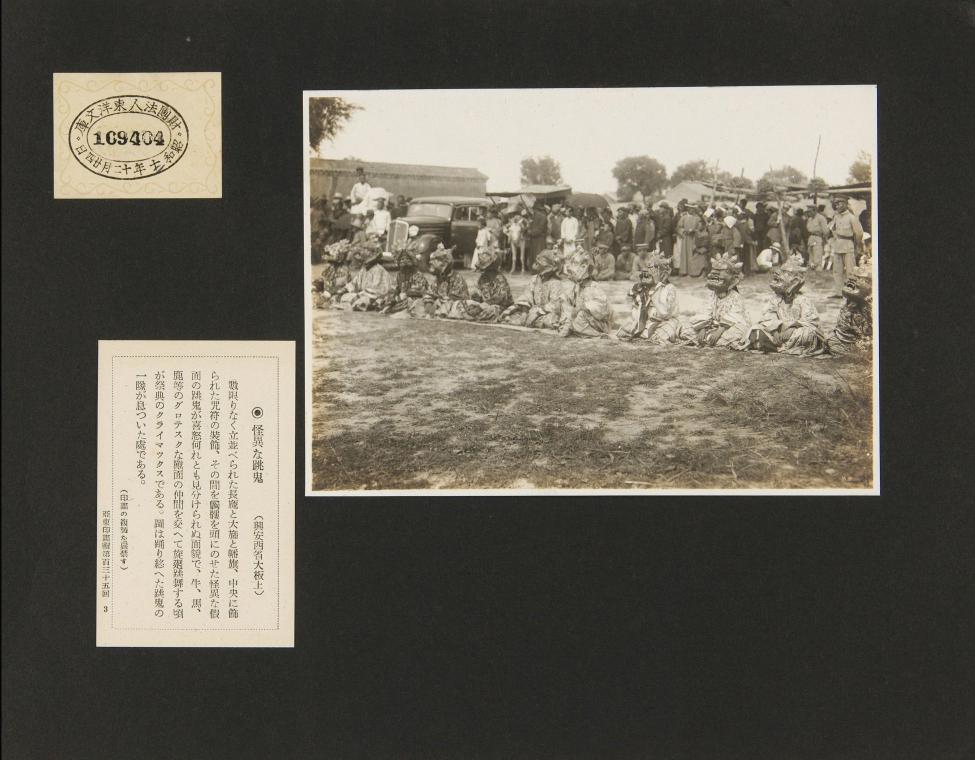 財團法人東洋文庫
169404
昭和十七年十二月廿四日
◉ 怪異な跳鬼 （興安西省大板上）
數限りなく立並べられた長龐と大旆と幡旗、中央に飾
られた咒符の裝飾、その間を髑髏を頭にのせた怪異な假
面の跳鬼が喜怒何れとも見分けられぬ面貌で、牛、馬、
鹿等のグロテスクな獸面の仲間を交へて旋廻跳舞する頃
が祭典のクライマツクスである。圖は踊り終へた跳鬼の
一隊が息ついた處である。
（印畫の複製を嚴禁す）
亞東印畫輯第百三十五回 3